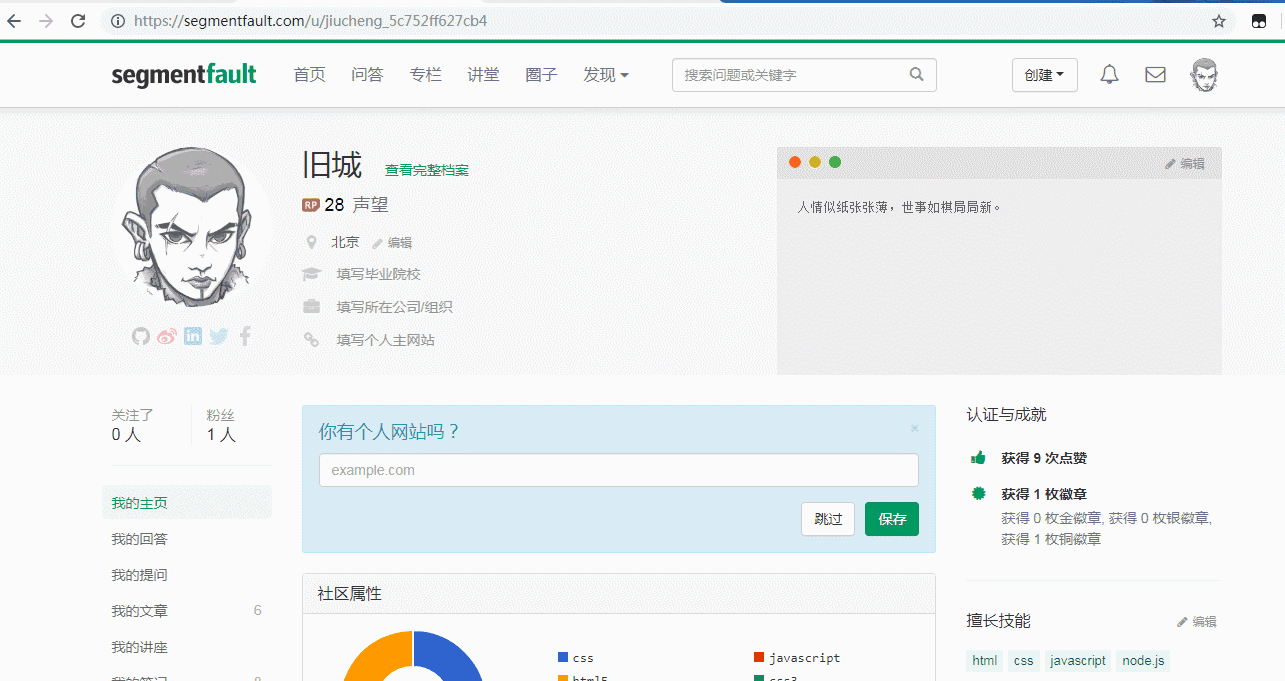 https://segmentfault.com/u/jiucheng_5c752ff627cb4
segmentfault 首页 问答 专栏 讲堂 圈子 发现 搜索问题或关键字 创建
旧城 查看完整档案
RP 28 声望
北京 编辑
填写毕业院校
填写所在公司/组织
填写个人主网站
编辑
人情似纸张张薄，世事如棋局局新。
关注了 粉丝
0 人 1 人
我的主页
我的回答
我的提问
我的文章 6
我的讲座
你有个人网站吗？
×
example.com
跳过 保存
社区属性
css javascript
html5 css3
认证与成就
获得 9 次点赞
获得 1 枚徽章
获得 0 枚金徽章, 获得 0 枚银徽章,
获得 1 枚铜徽章
擅长技能 编辑
html css javascript node.js